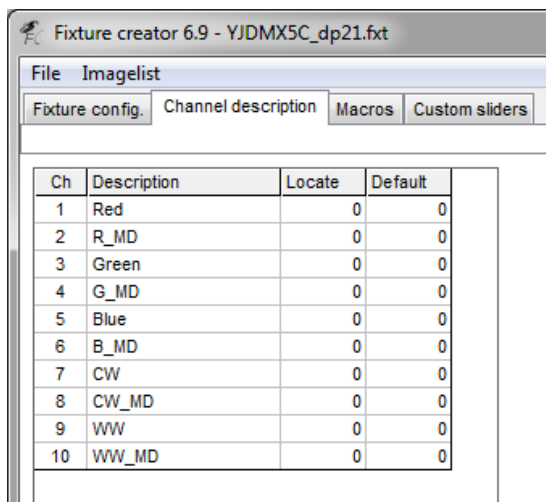 Fixture creator 6.9 - YJDMX5C_dp21.fxt
File Imagelist
Fixture config. Channel description Macros Custom sliders
Ch Description Locate Default
1 Red 0 0
2 R_MD 0 0
3 Green 0 0
4 G_MD 0 0
5 Blue 0 0
6 B_MD 0 0
7 CW 0 0
8 CW_MD 0 0
9 WW 0 0
10 WW_MD 0 0